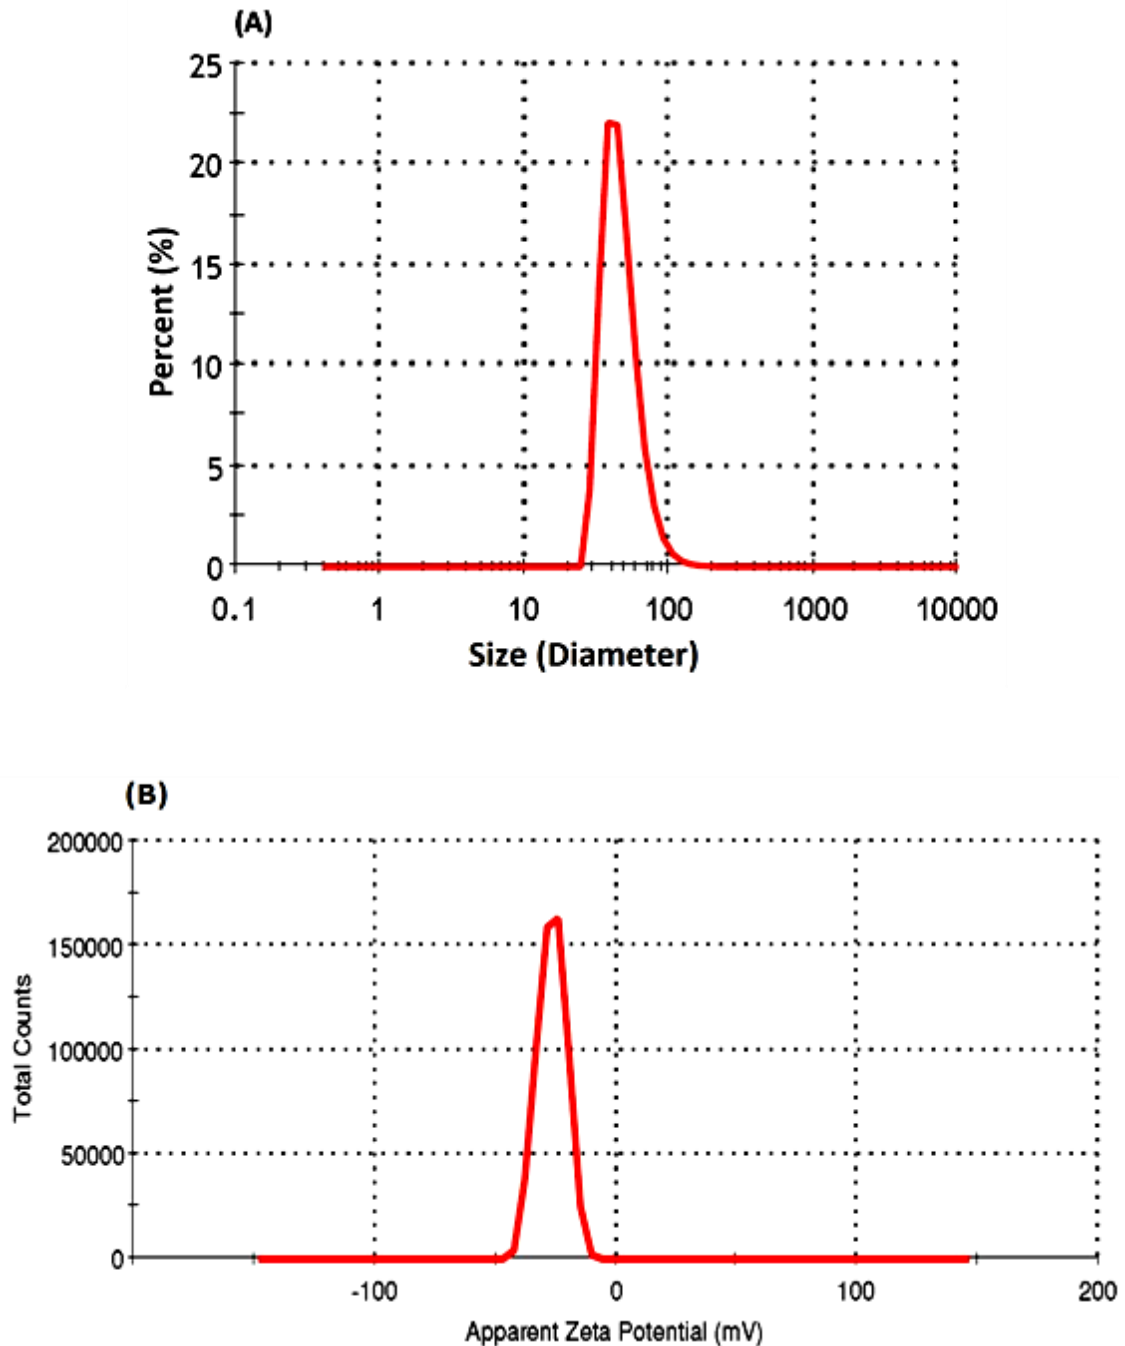 (A)
25
20
15
10
5
0
Percent (%)
0.1 1 10 100 1000 10000
Size (Diameter)
(B)
200000
150000
100000
50000
0
Total Counts
-100 0 100 200
Apparent Zeta Potential (mV)